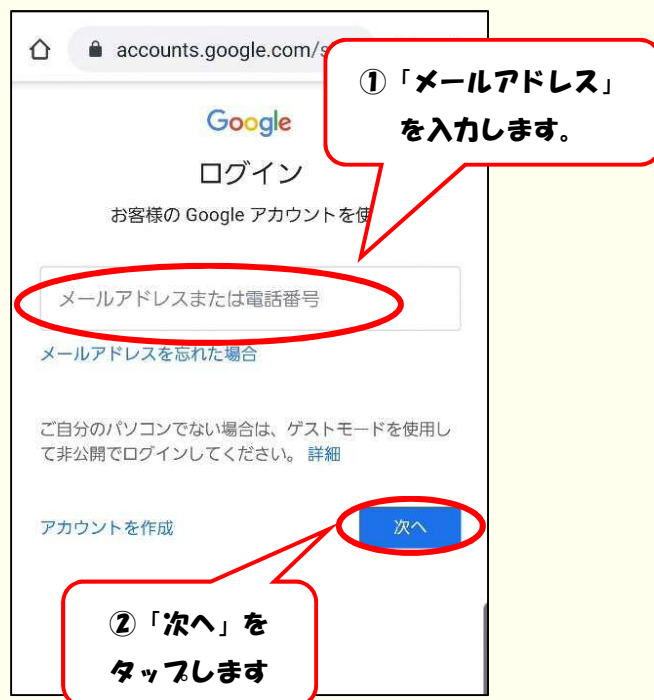 accounts.google.com/s
①「メールアドレス」
を入力します。
Google
ログイン
お客様の Google アカウントを使
メールアドレスまたは電話番号
メールアドレスを忘れた場合
ご自分のパソコンでない場合は、ゲストモードを使用し
て非公開でログインしてください。 詳細
アカウントを作成
次へ
②「次へ」を
タップします